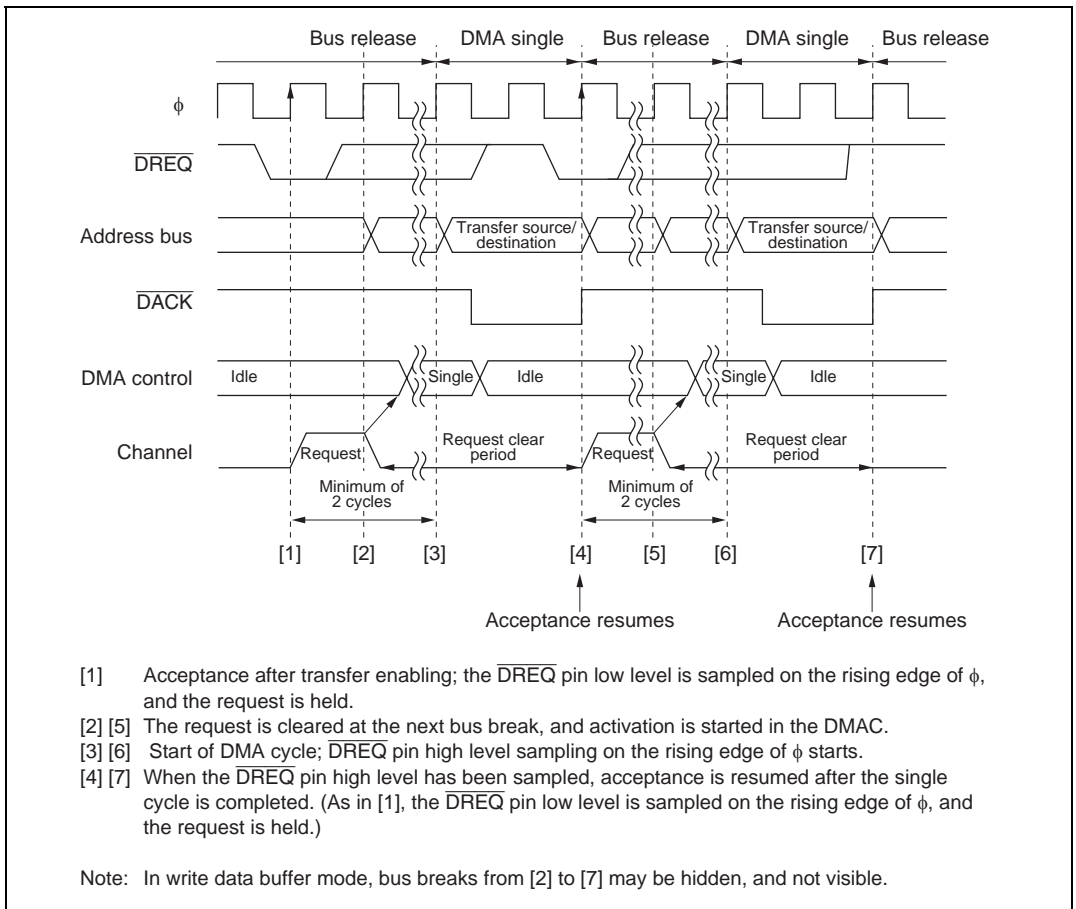 Bus release DMA single Bus release DMA single Bus release
ϕ
DREQ
Address bus
Transfer source/
destination
Transfer source/
destination
DACK
DMA control
Idle Single Idle Single Idle
Channel
Request
Request clear
period
Request
Request clear
period
Minimum of
2 cycles
Minimum of
2 cycles
[1] [2] [3] [4] [5] [6] [7]
Acceptance resumes Acceptance resumes
[1] Acceptance after transfer enabling; the DREQ pin low level is sampled on the rising edge of ϕ,
and the request is held.
[2] [5] The request is cleared at the next bus break, and activation is started in the DMAC.
[3] [6] Start of DMA cycle; DREQ pin high level sampling on the rising edge of ϕ starts.
[4] [7] When the DREQ pin high level has been sampled, acceptance is resumed after the single
cycle is completed. (As in [1], the DREQ pin low level is sampled on the rising edge of ϕ, and
the request is held.)
Note: In write data buffer mode, bus breaks from [2] to [7] may be hidden, and not visible.